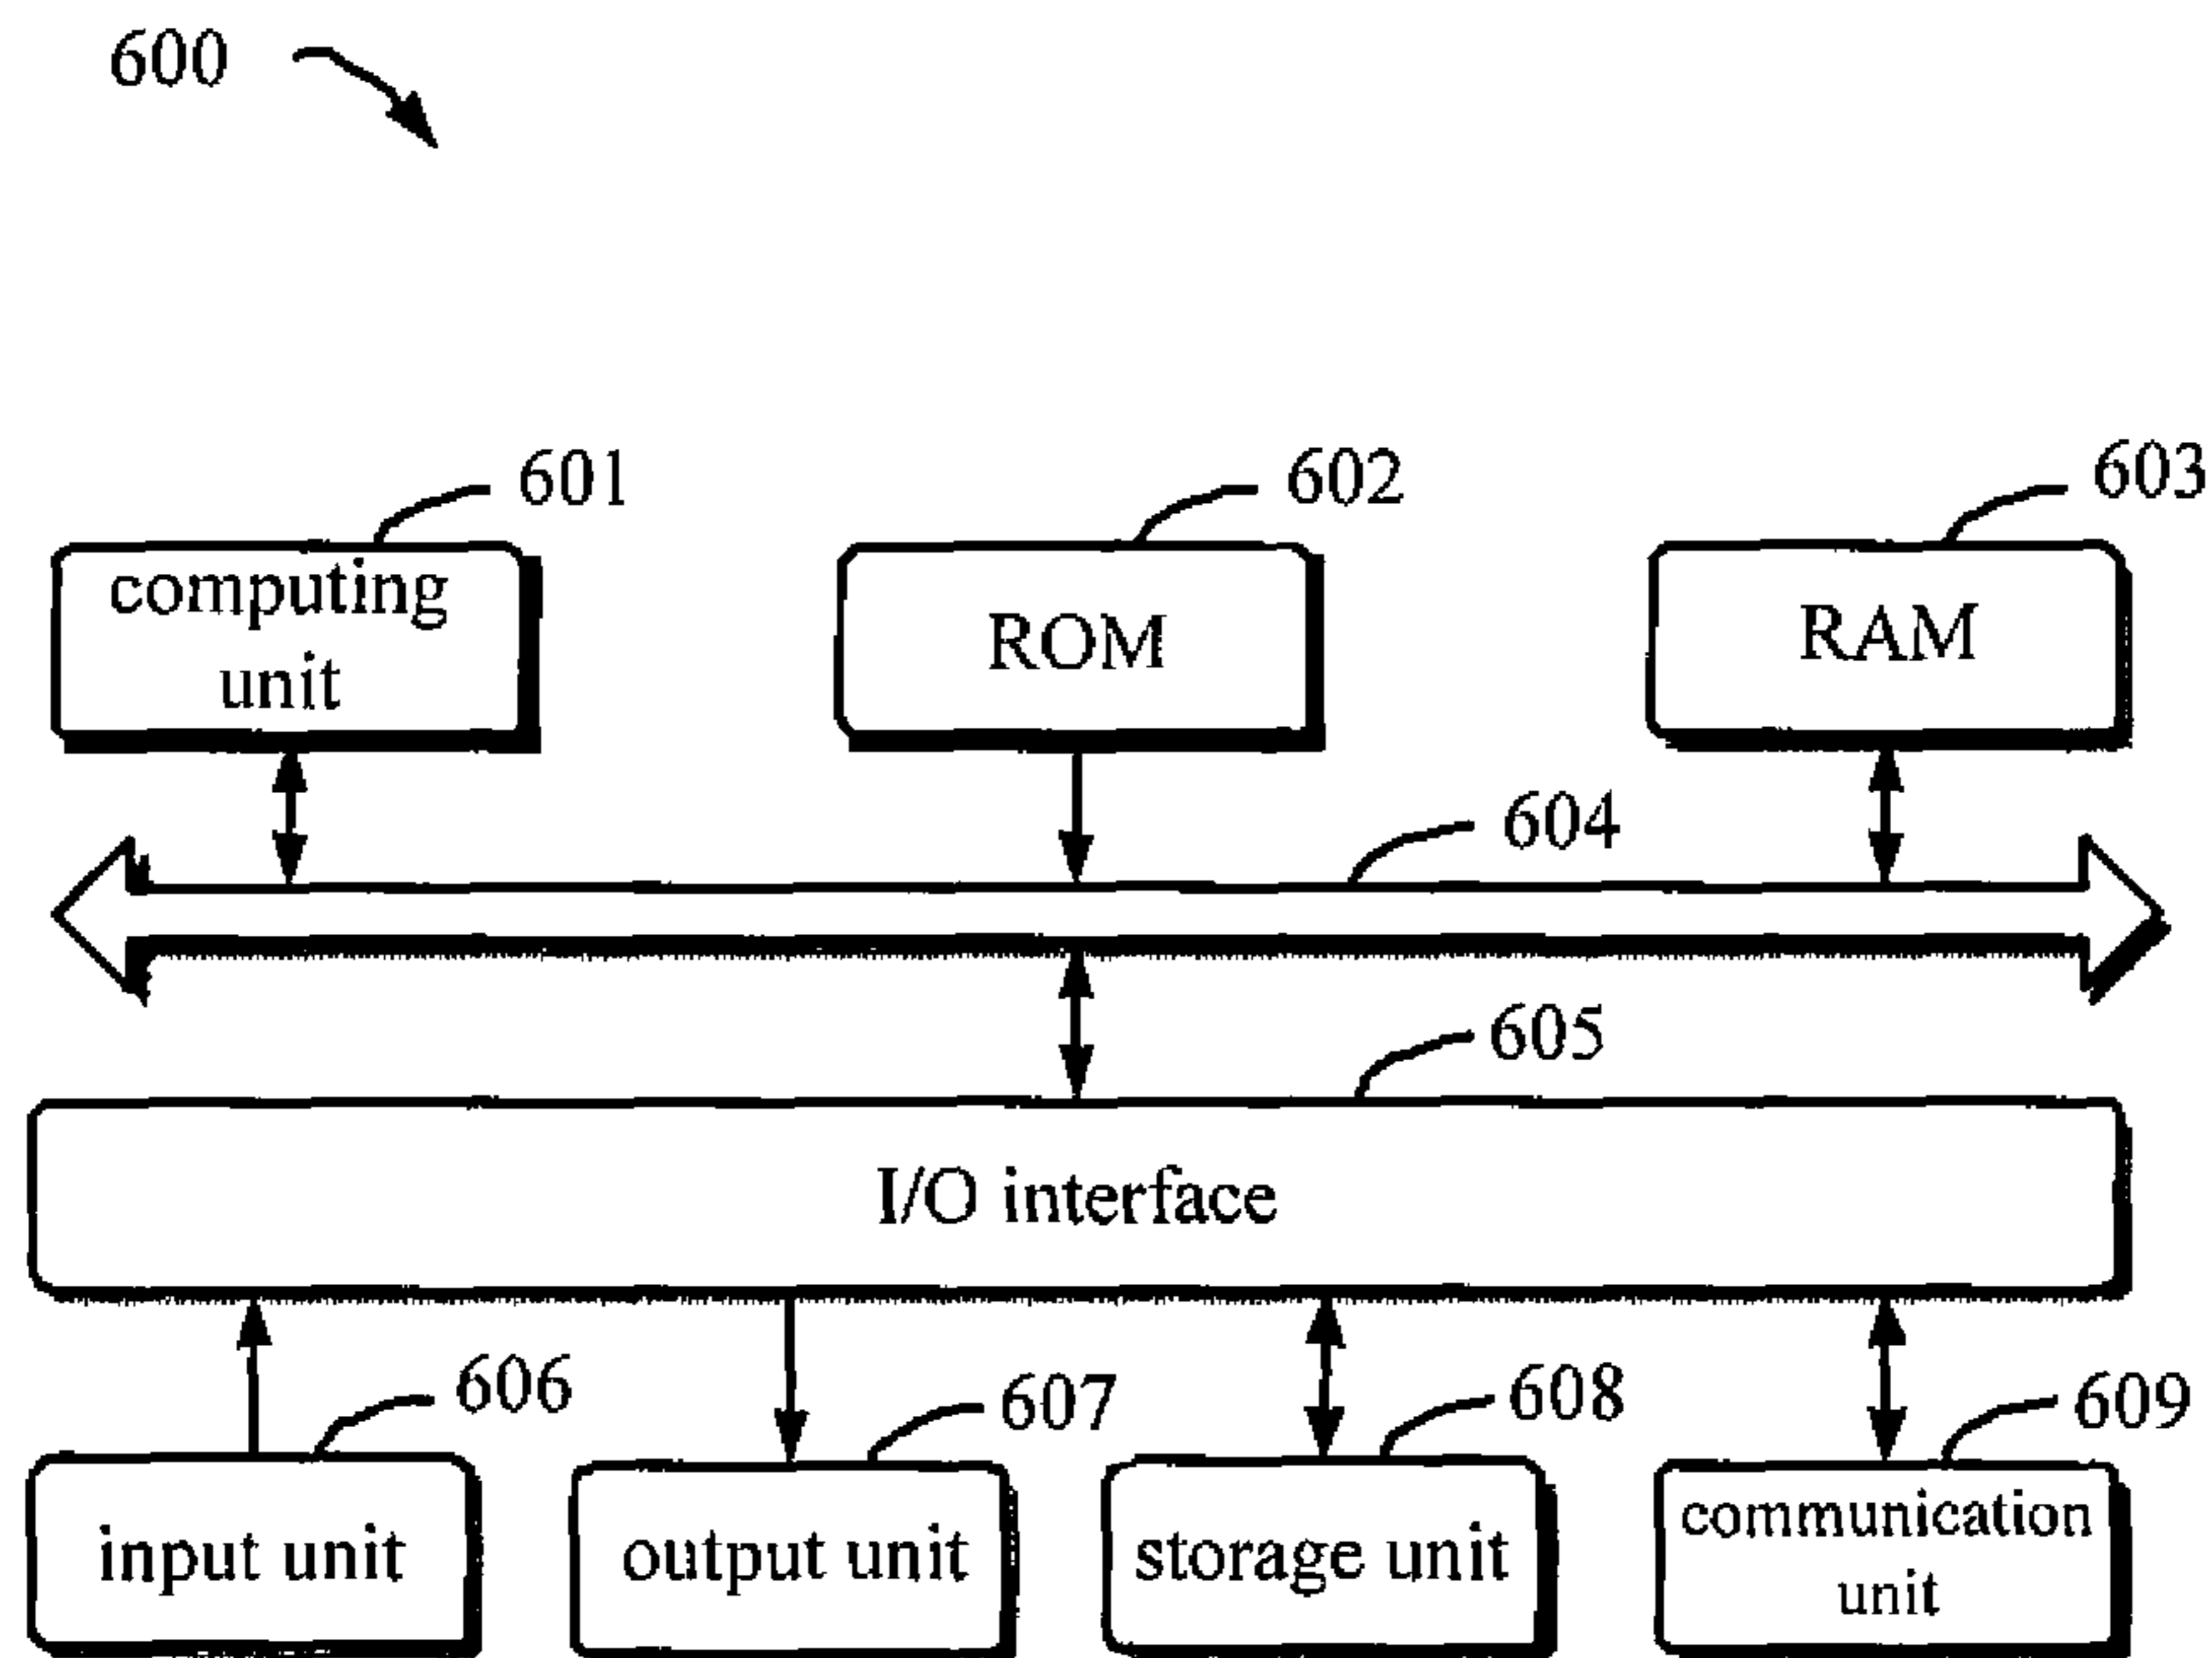 600
601
602
603
computing
unit
ROM
RAM
604
605
I/O interface
606
607
608
609
input unit
output unit
storage unit
communication
unit